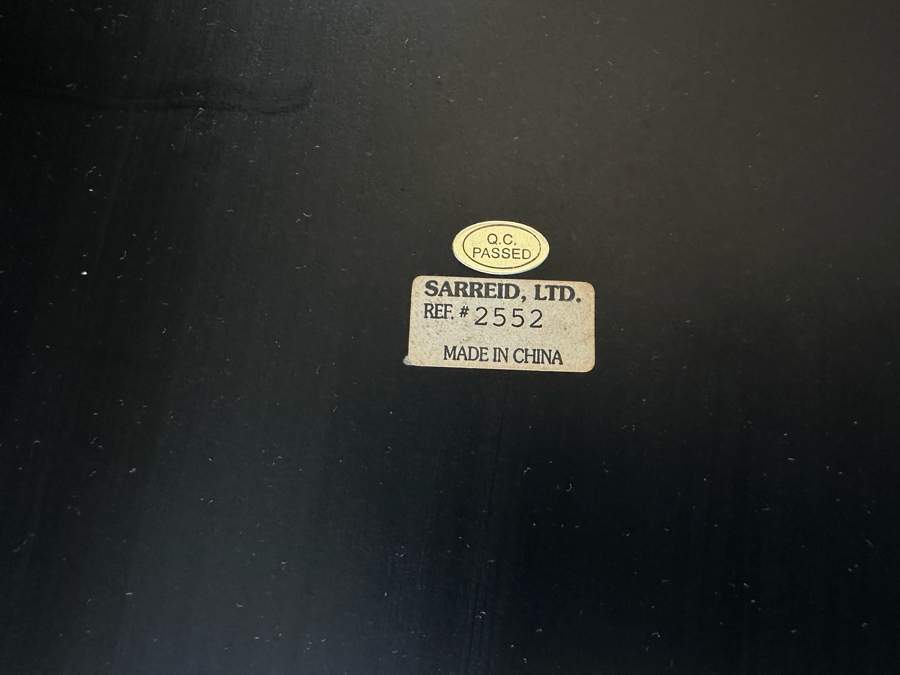 Q.C.
PASSED
SARREID, LTD.
REF. # 2552
MADE IN CHINA